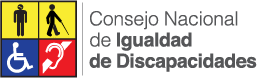 Consejo Nacional
de Igualdad
de Discapacidades